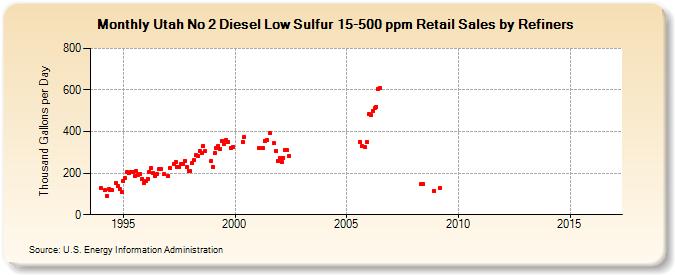 Monthly Utah No 2 Diesel Low Sulfur 15-500 ppm Retail Sales by Refiners
Thousand Gallons per Day
800
600
400
200
0
1995 2000 2005 2010 2015
Source: U.S. Energy Information Administration